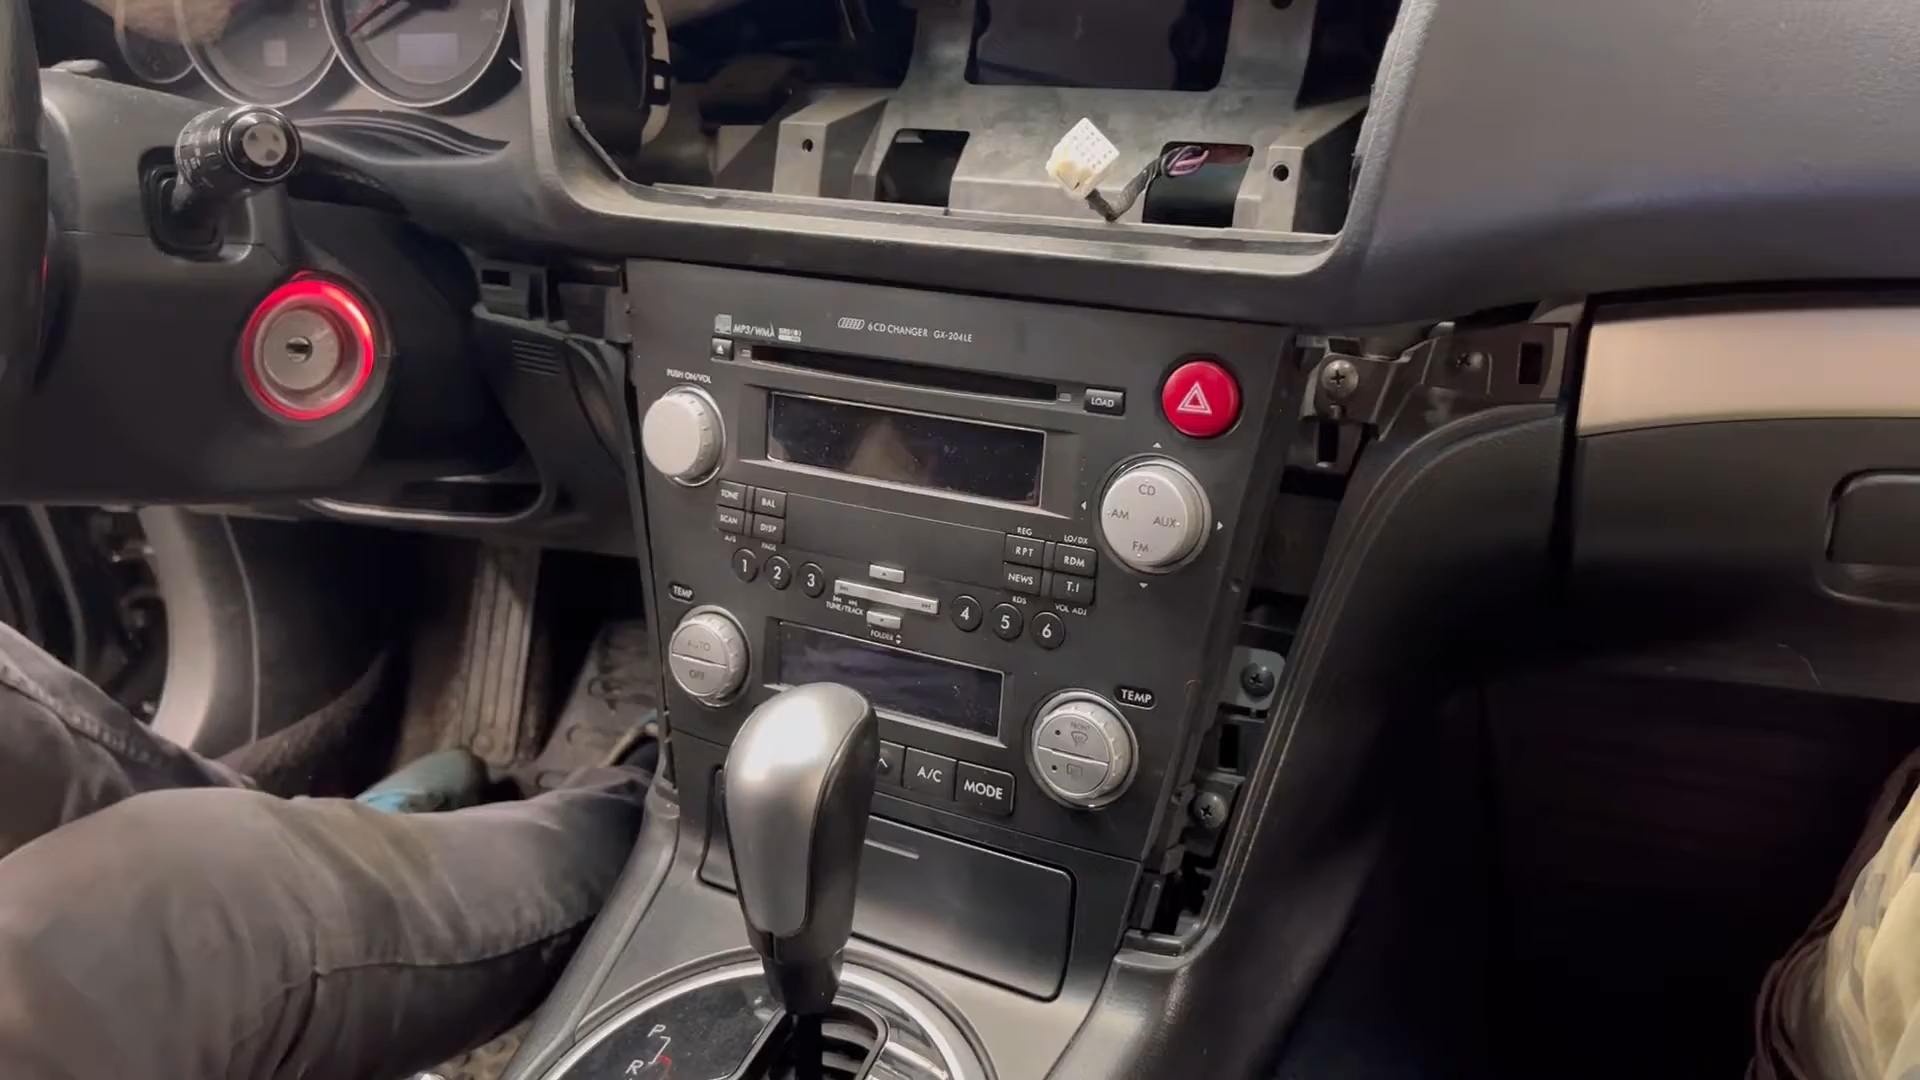 MP3/WMA
6CD CHANGER GX-204LE
PUSH ON/VOL
LOAD
CD
AM AUX
FM
TONE BAL
SCAN DISP
A/S PAGE
REG LO/DX
RPT RDM
NEWS T.I
RDS VOL ADJ
1 2 3
4 5 6
TUNE/TRACK
FOLDER
TEMP
AUTO
OFF
TEMP
FRONT
A/C MODE
P
R